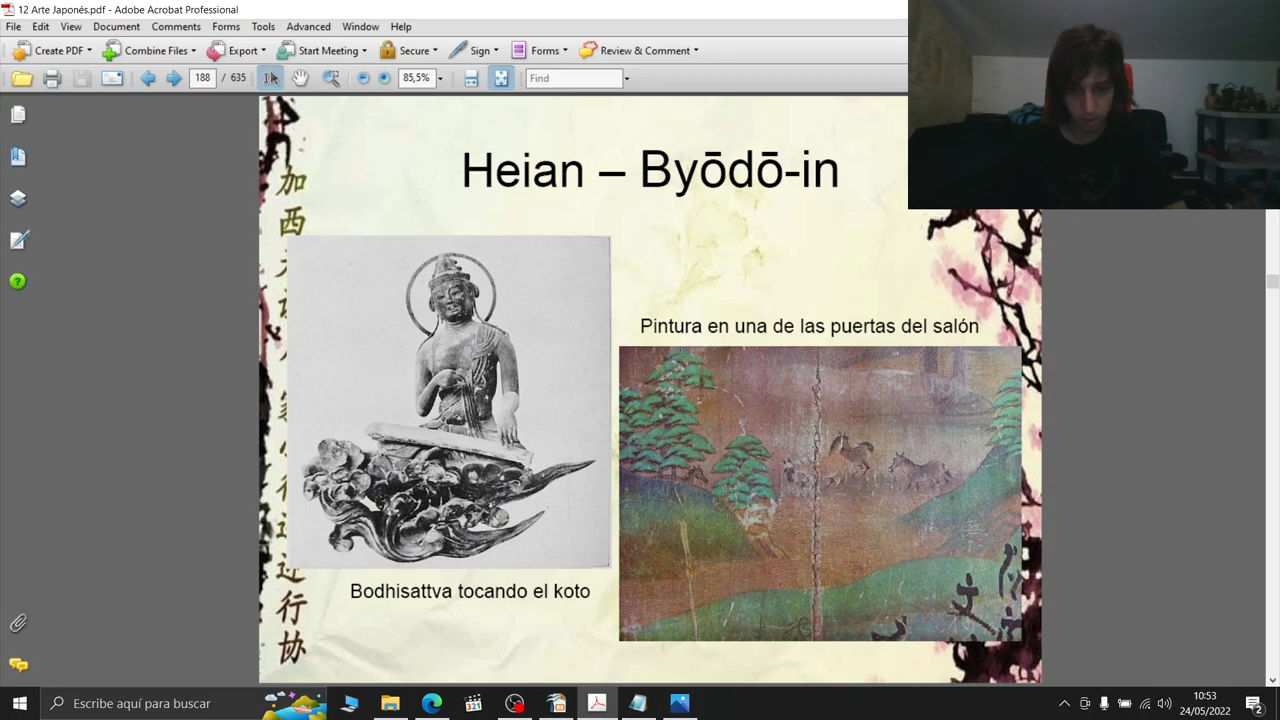 12 Arte Japonés.pdf - Adobe Acrobat Professional
File Edit View Document Comments Forms Tools Advanced Window Help
Create PDF Combine Files Export Start Meeting Secure Sign Forms Review & Comment
188 / 635 85,5% Find
Heian – Byōdō-in
加
西
行
协
Pintura en una de las puertas del salón
Bodhisattva tocando el koto
Escribe aquí para buscar
321
10:53
24/05/2022
2